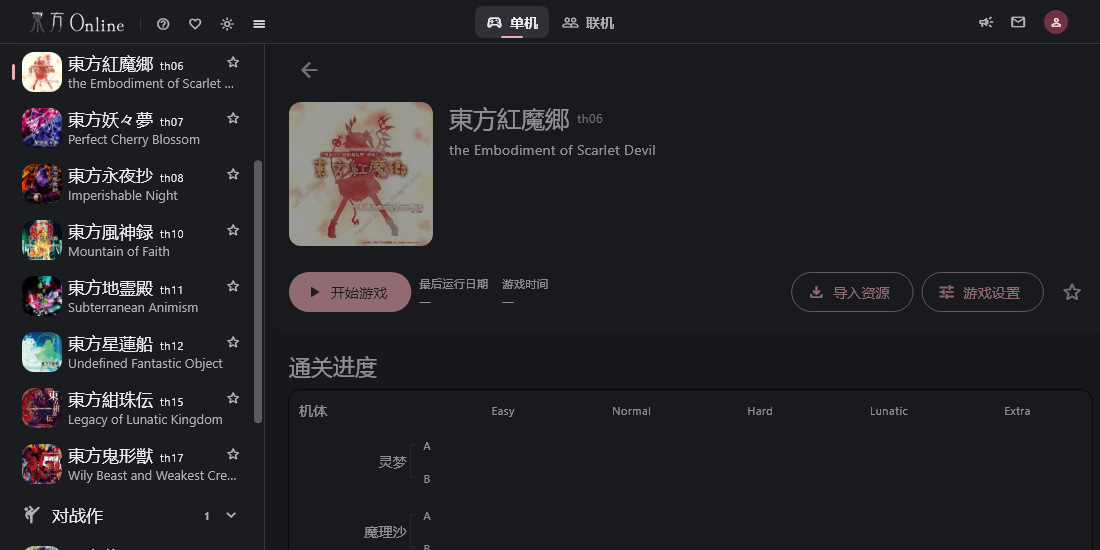 東方Online
单机
联机
東方紅魔郷 th06
the Embodiment of Scarlet ...
東方妖々夢 th07
Perfect Cherry Blossom
東方永夜抄 th08
Imperishable Night
東方風神録 th10
Mountain of Faith
東方地霊殿 th11
Subterranean Animism
東方星蓮船 th12
Undefined Fantastic Object
東方紺珠伝 th15
Legacy of Lunatic Kingdom
東方鬼形獣 th17
Wily Beast and Weakest Cre...
对战作 1
東方紅魔郷 th06
the Embodiment of Scarlet Devil
東方紅魔郷
开始游戏
最后运行日期
—
游戏时间
—
导入资源
游戏设置
通关进度
机体 Easy Normal Hard Lunatic Extra
灵梦
A
B
魔理沙
A
B